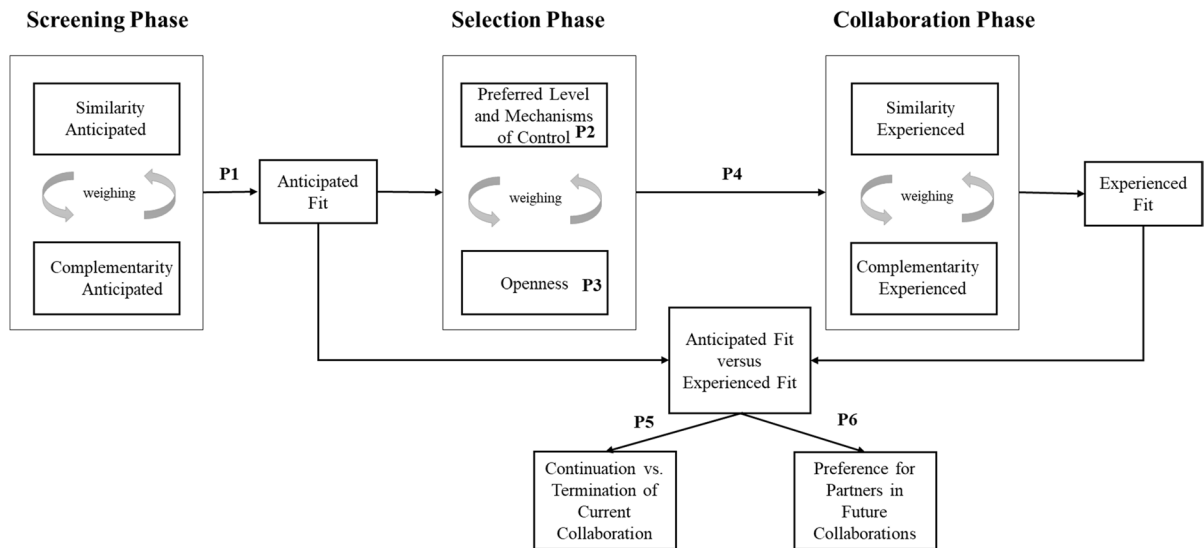 Screening Phase
Selection Phase
Collaboration Phase
Similarity
Anticipated
weighing
Complementarity
Anticipated
P1
Anticipated
Fit
Preferred Level
and Mechanisms
of Control P2
weighing
Openness P3
P4
Similarity
Experienced
weighing
Complementarity
Experienced
Experienced
Fit
Anticipated Fit
versus
Experienced Fit
P5
P6
Continuation vs.
Termination of
Current
Collaboration
Preference for
Partners in
Future
Collaborations